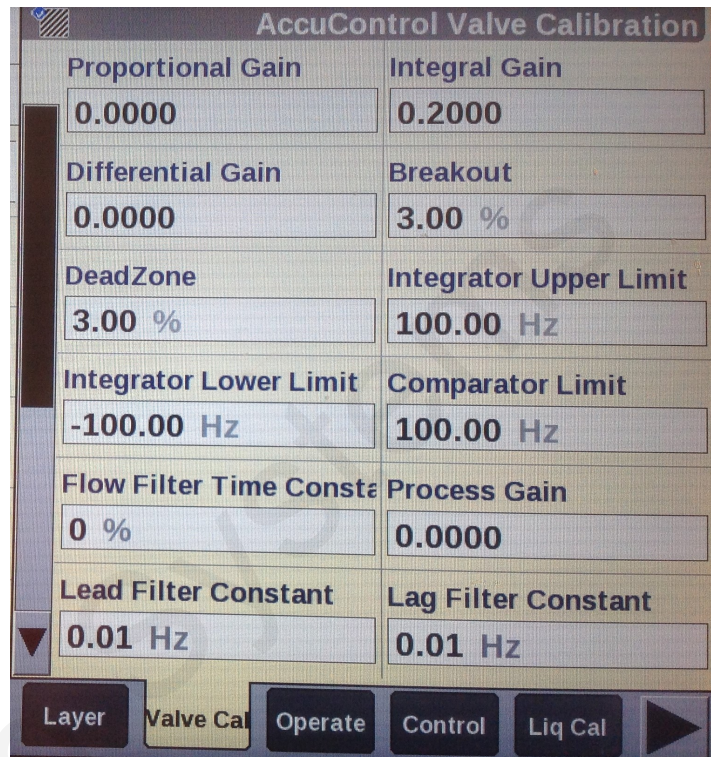 AccuControl Valve Calibration
Proportional Gain Integral Gain
0.0000 0.2000
Differential Gain Breakout
0.0000 3.00 %
DeadZone Integrator Upper Limit
3.00 % 100.00 Hz
Integrator Lower Limit Comparator Limit
-100.00 Hz 100.00 Hz
Flow Filter Time Consta Process Gain
0 % 0.0000
Lead Filter Constant Lag Filter Constant
0.01 Hz 0.01 Hz
Layer Valve Cal Operate Control Liq Cal